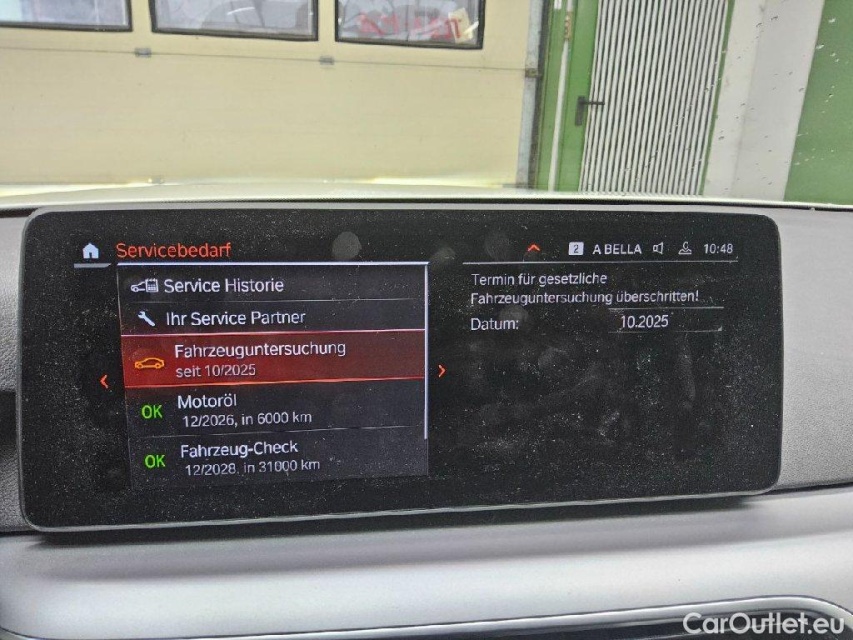 Servicebedarf
2 A BELLA 10:48
Service Historie
Ihr Service Partner
Fahrzeuguntersuchung
seit 10/2025
OK Motoröl
12/2026, in 6000 km
OK Fahrzeug-Check
12/2028, in 31000 km
Termin für gesetzliche
Fahrzeuguntersuchung überschritten!
Datum: 10.2025
CarOutlet.eu